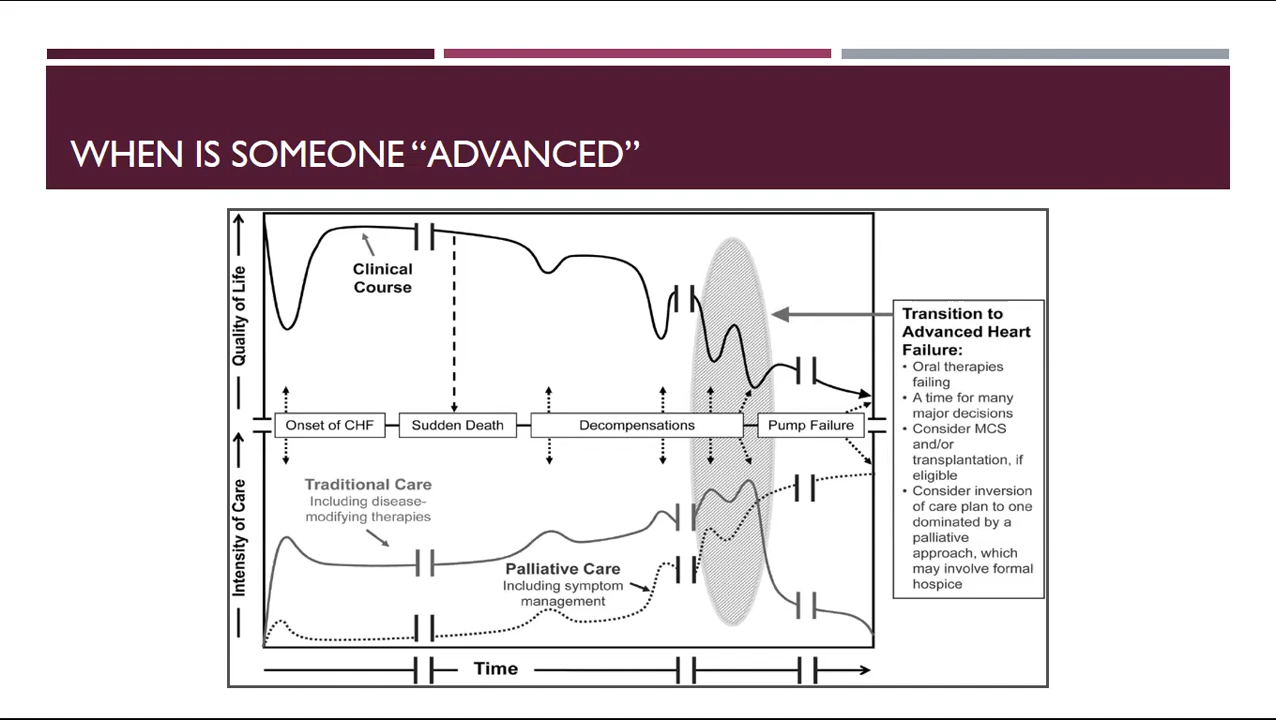 WHEN IS SOMEONE “ADVANCED”
Quality of Life
Clinical
Course
Onset of CHF
Sudden Death
Decompensations
Pump Failure
Intensity of Care
Traditional Care
Including disease-
modifying therapies
Palliative Care
Including symptom
management
Time
Transition to
Advanced Heart
Failure:
• Oral therapies
failing
• A time for many
major decisions
• Consider MCS
and/or
transplantation, if
eligible
• Consider inversion
of care plan to one
dominated by a
palliative
approach, which
may involve formal
hospice